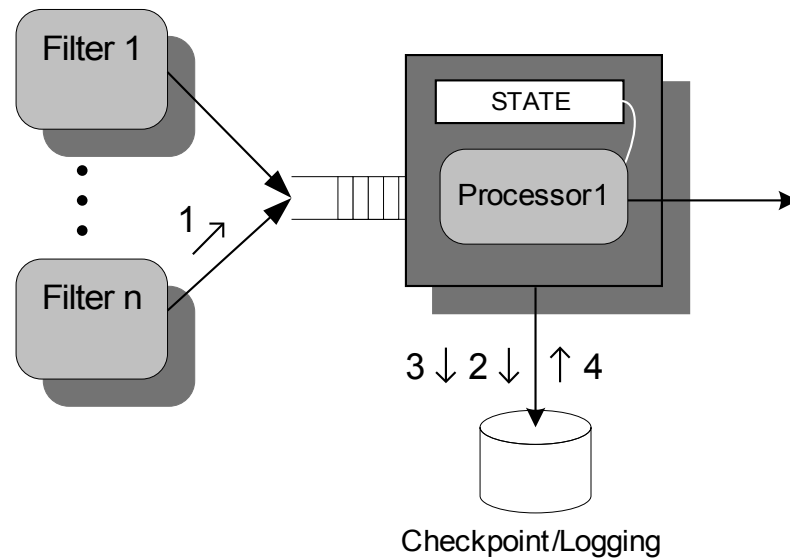 Filter 1
STATE
Processor1
1
Filter n
3 ↓ 2 ↓ ↑ 4
Checkpoint/Logging